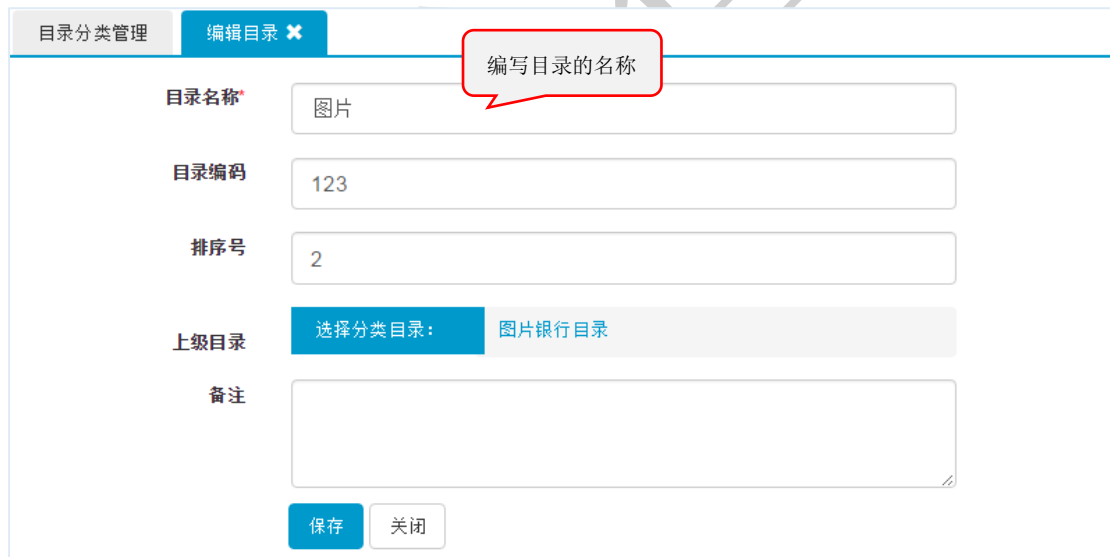 目录分类管理 编辑目录 ✖
编写目录的名称
目录名称* 图片
目录编码 123
排序号 2
上级目录 选择分类目录： 图片银行目录
备注
保存 关闭